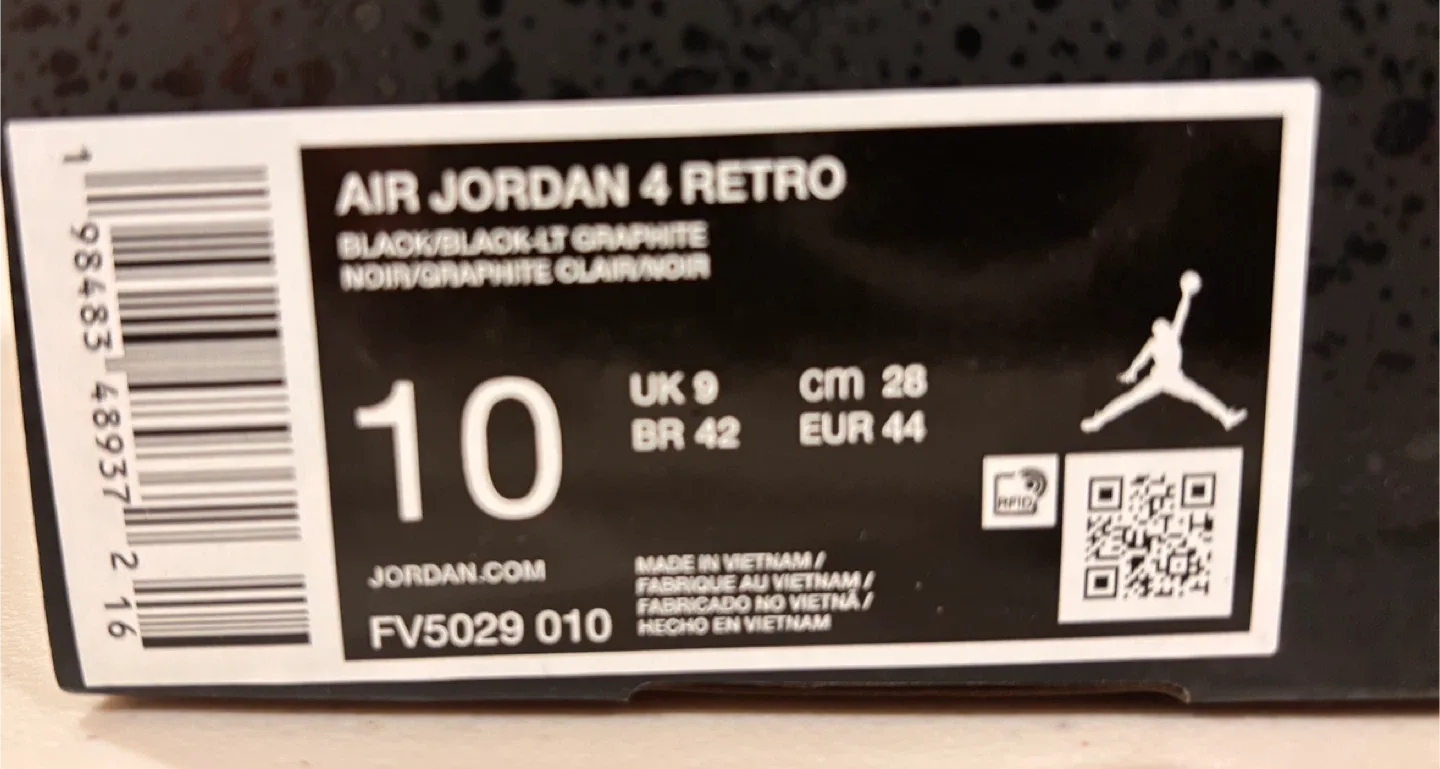 1 98483 48937 2 16
AIR JORDAN 4 RETRO
BLACK/BLACK-LT GRAPHITE
NOIR/GRAPHITE CLAIR/NOIR
10
UK 9
cm 28
BR 42
EUR 44
RFID
JORDAN.COM
FV5029 010
MADE IN VIETNAM /
FABRIQUE AU VIETNAM /
FABRICADO NO VIETNÃ /
HECHO EN VIETNAM